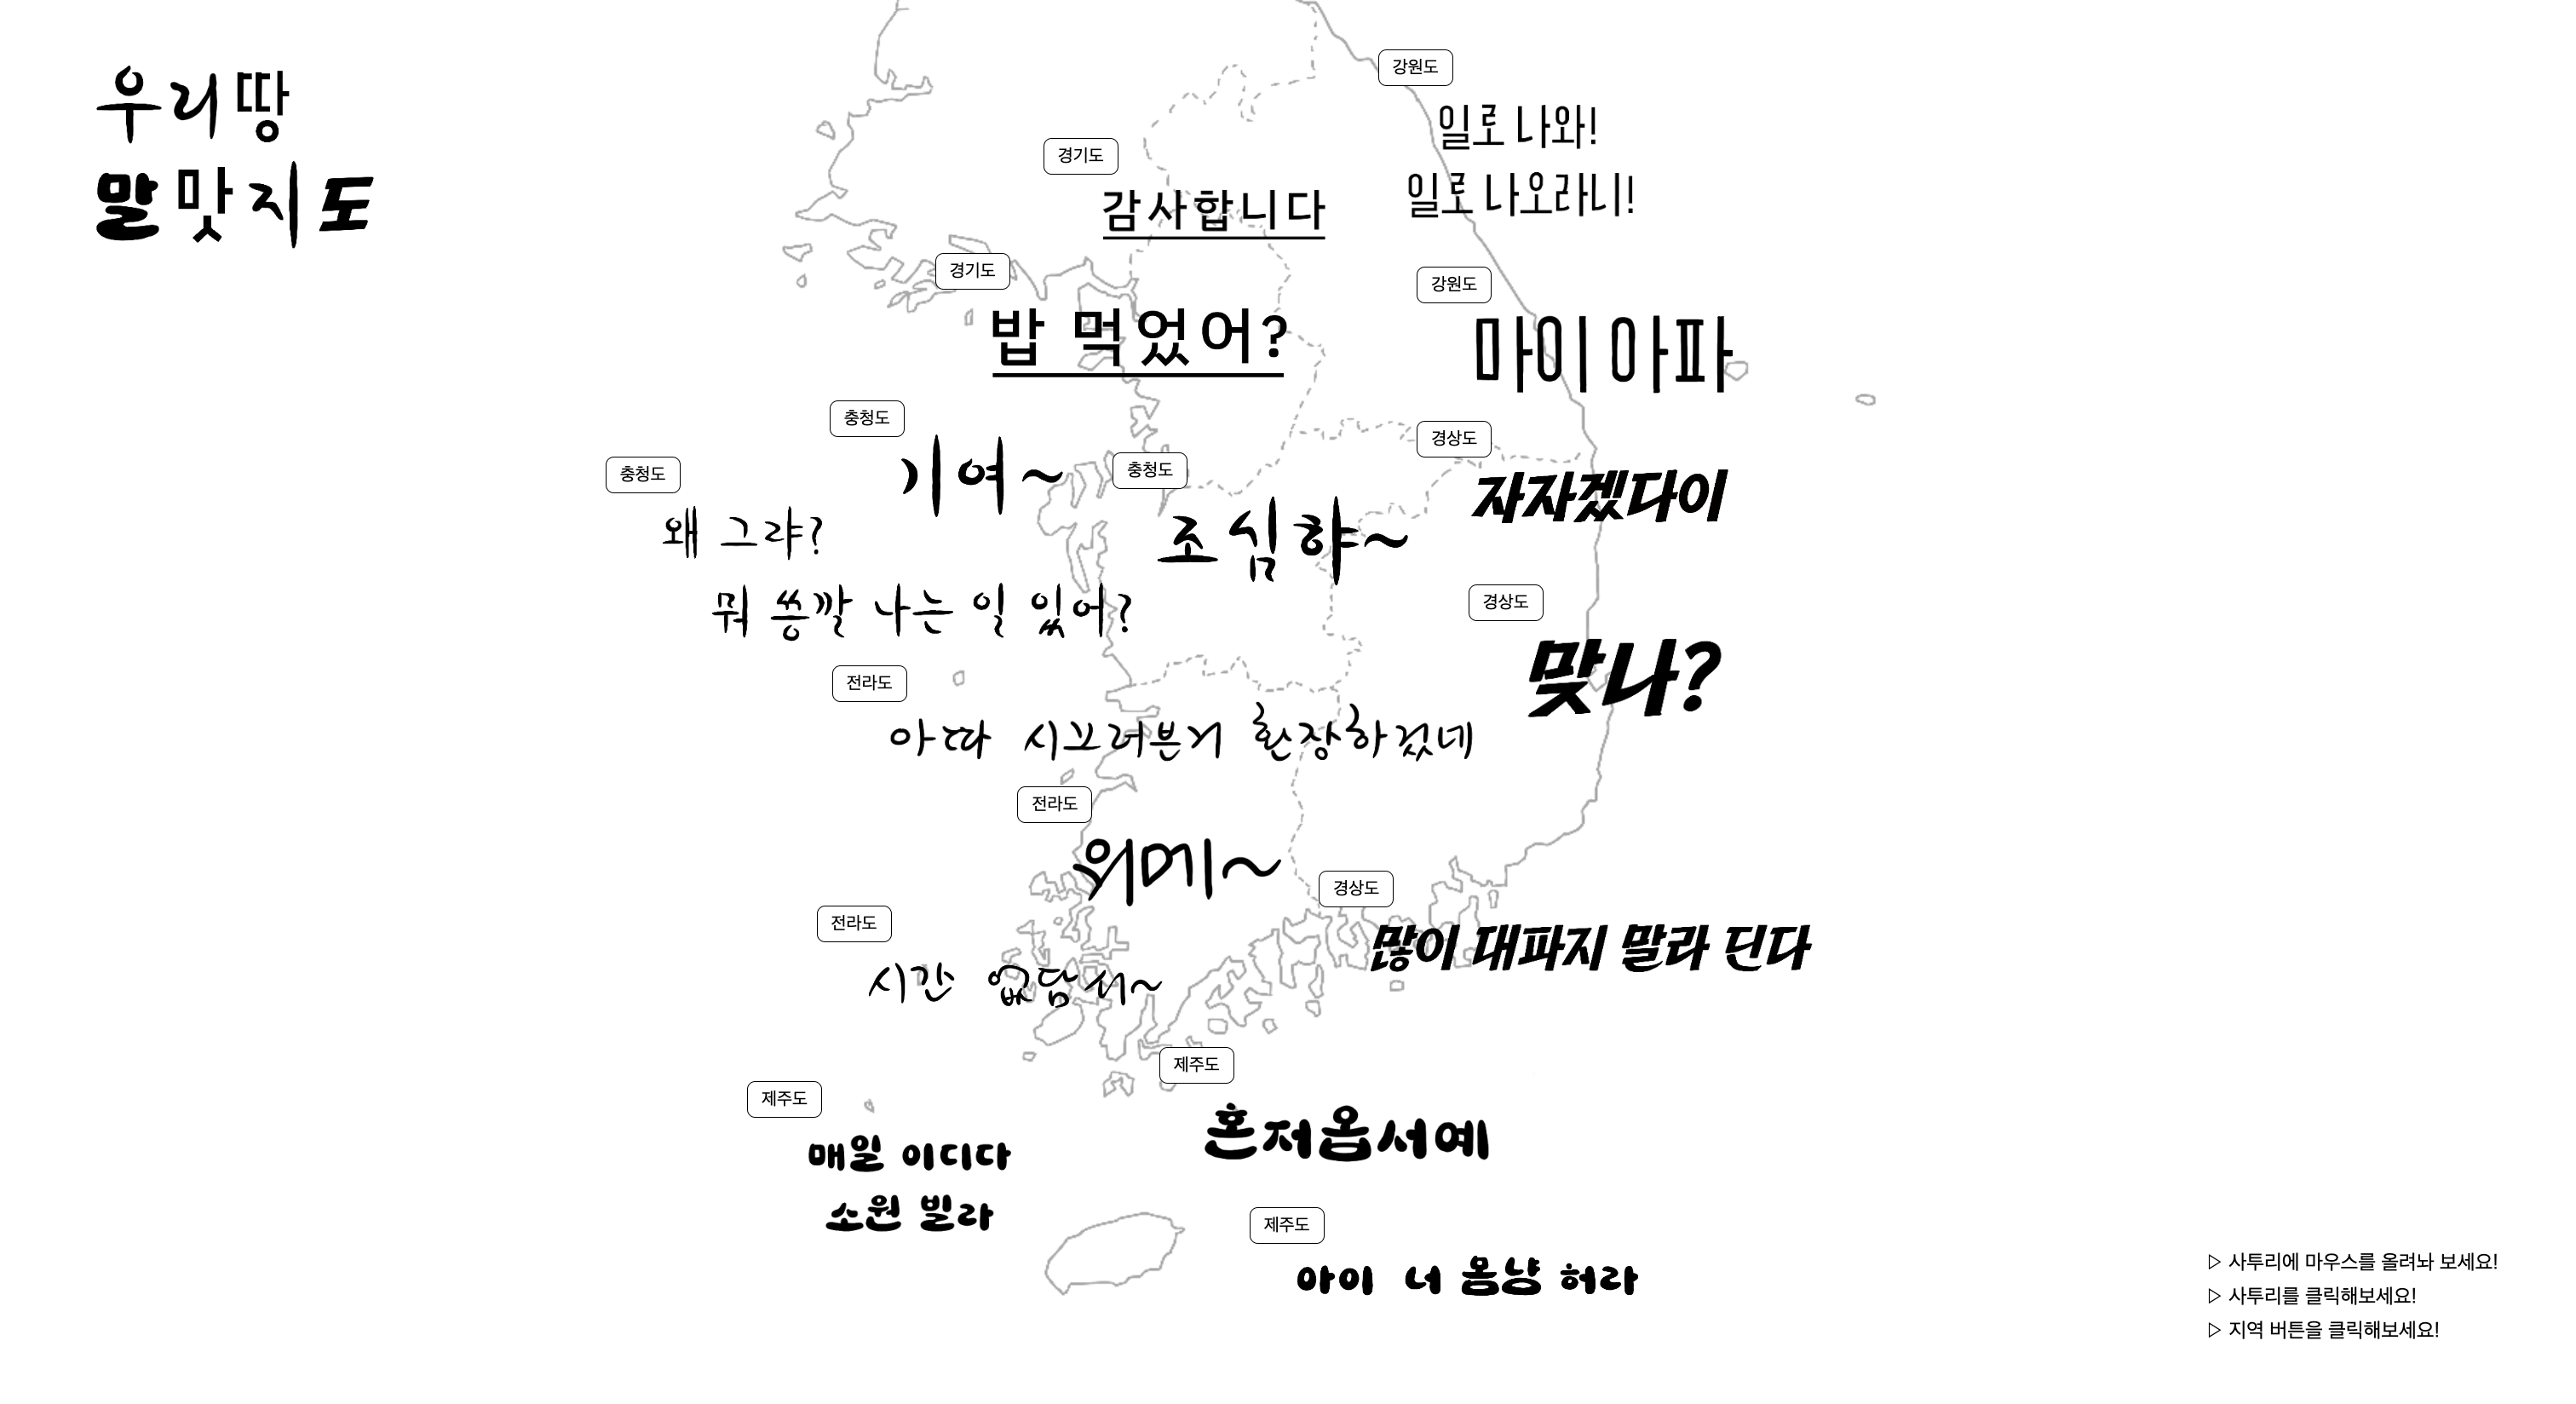 우리땅
말맛지도
강원도
일로 나와!
일로 나오라니!
경기도
감사합니다
경기도
밥 먹었어?
강원도
마이 아파
충청도
기여~
충청도
왜 그랴?
뭐 쏭깔 나는 일 있어?
충청도
조심햐~
경상도
자자겠다이
경상도
맞나?
전라도
아따 시끄러분거 환장하겄네
전라도
워메~
전라도
시간 없담서~
경상도
많이 대파지 말라 딘다
제주도
매일 이디다
소원 빌라
제주도
혼저옵서예
제주도
아이 너 몸냥 허라
▷ 사투리에 마우스를 올려놔 보세요!
▷ 사투리를 클릭해보세요!
▷ 지역 버튼을 클릭해보세요!